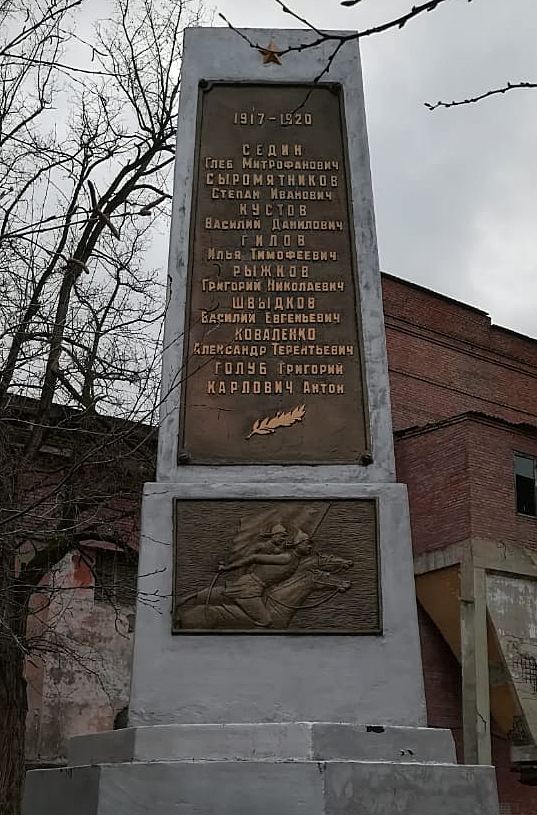 1917-1920
СЕДИН
ГЛЕБ МИТРОФАНОВИЧ
СЫРОМЯТНИКОВ
СТЕПАН ИВАНОВИЧ
КУСТОВ
ВАСИЛИЙ ДАНИЛОВИЧ
ГИЛОВ
ИЛЬЯ ТИМОФЕЕВИЧ
РЫЖКОВ
ГРИГОРИЙ НИКОЛАЕВИЧ
ШВЫДКОВ
ВАСИЛИЙ ЕВГЕНЬЕВИЧ
КОВАЛЕНКО
АЛЕКСАНДР ТЕРЕНТЬЕВИЧ
ГОЛУБ ГРИГОРИЙ
КАРЛОВИЧ АНТОН